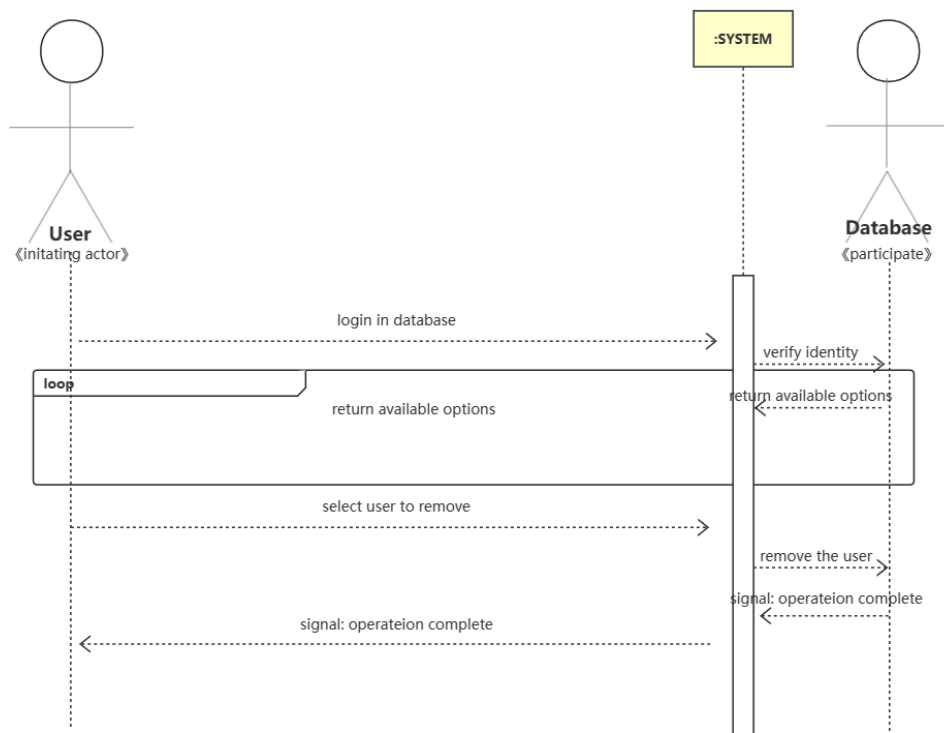 :SYSTEM
User
《initating actor》
Database
《participate》
login in database
verify identity
loop
return available options
return available options
select user to remove
remove the user
signal: operateion complete
signal: operateion complete